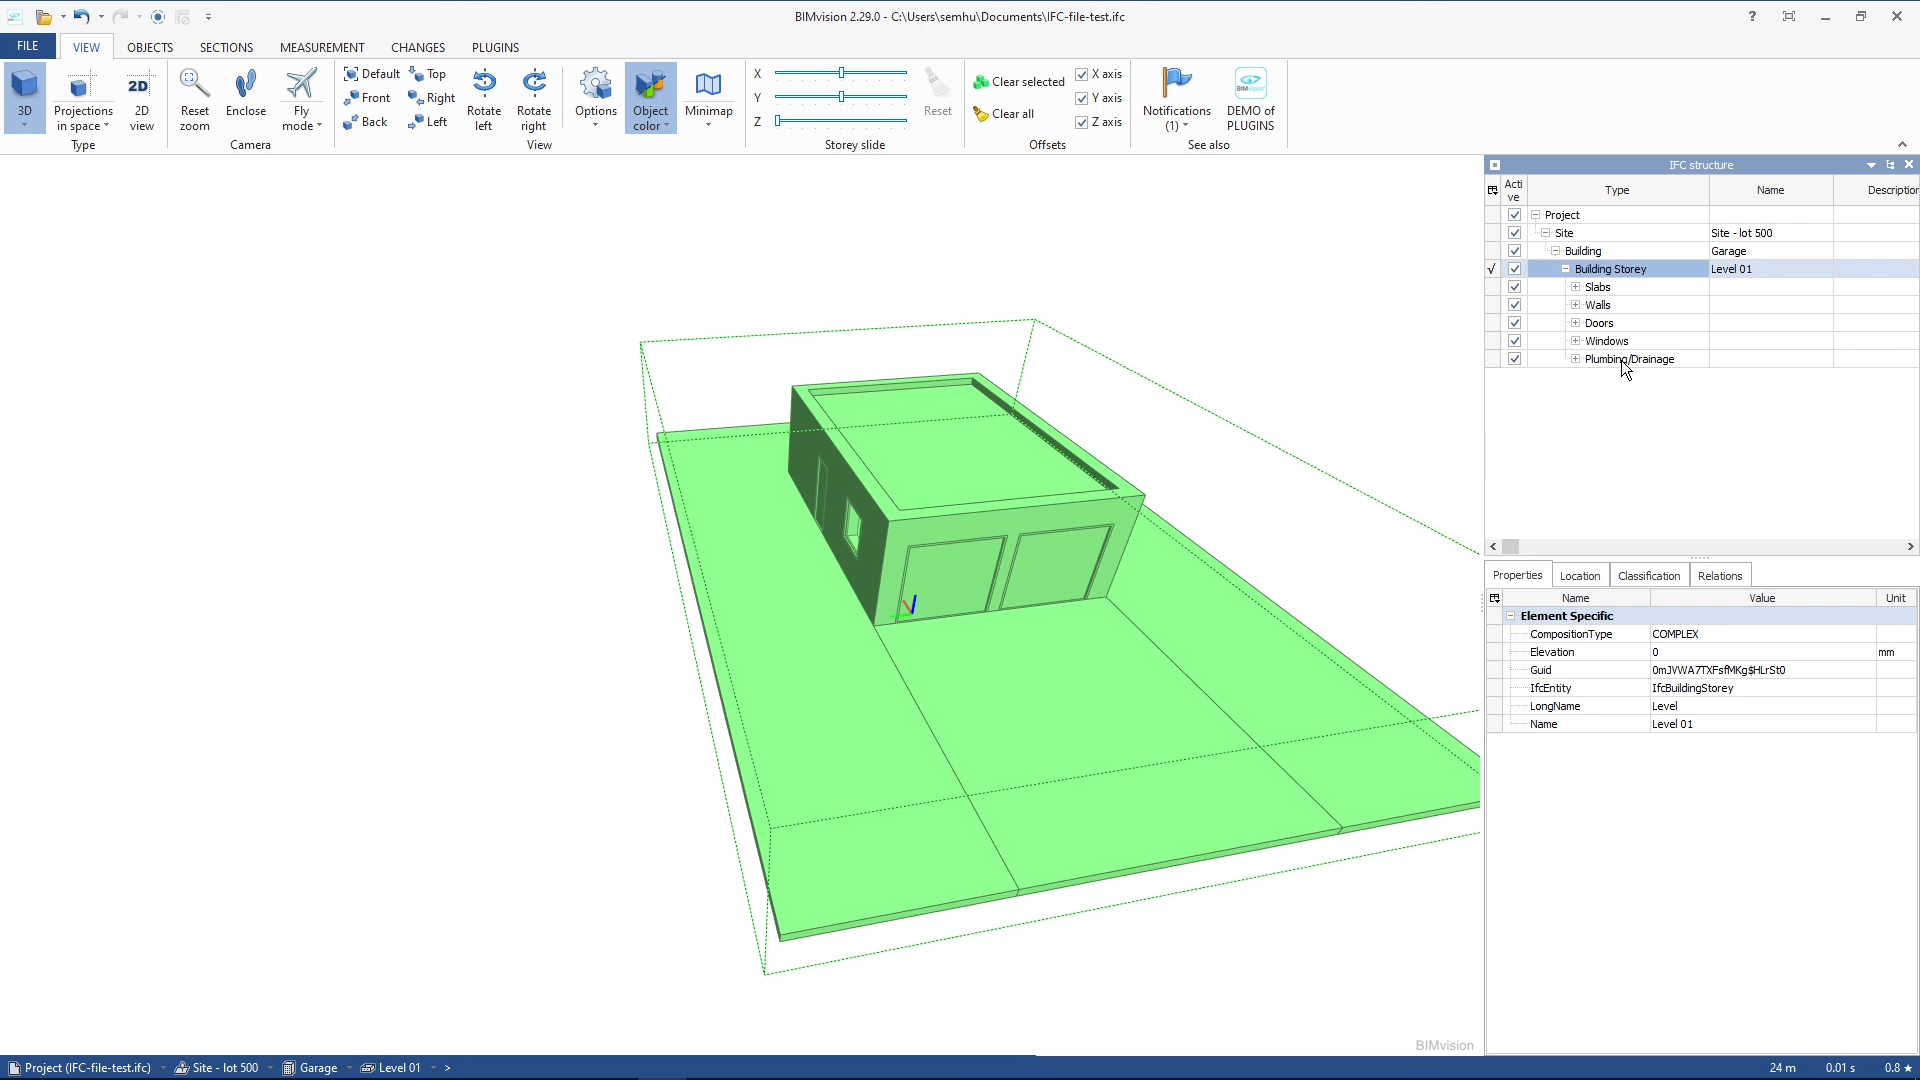 BIMvision 2.29.0 - C:\Users\semhu\Documents\IFC-file-test.ifc
?
FILE VIEW OBJECTS SECTIONS MEASUREMENT CHANGES PLUGINS
3D
Projections in space
2D
2D view
Type
Reset zoom
Enclose
Fly mode
Camera
Default Top
Front Right
Back Left
Rotate left
Rotate right
Options
Object color
Minimap
View
X
Y
Z
Reset
Storey slide
Clear selected
Clear all
X axis
Y axis
Z axis
Offsets
Notifications (1)
BIMvision
DEMO of PLUGINS
See also
IFC structure
Active Type Name Description
Project
Site Site - lot 500
Building Garage
Building Storey Level 01
Slabs
Walls
Doors
Windows
Plumbing/Drainage
Properties Location Classification Relations
Name Value Unit
Element Specific
CompositionType COMPLEX
Elevation 0 mm
Guid 0mJVWA7TXFsfMKg$HLrSt0
IfcEntity IfcBuildingStorey
LongName Level
Name Level 01
BIMvision
Project (IFC-file-test.ifc) Site - lot 500 Garage Level 01 >
24 m 0.01 s 0.8